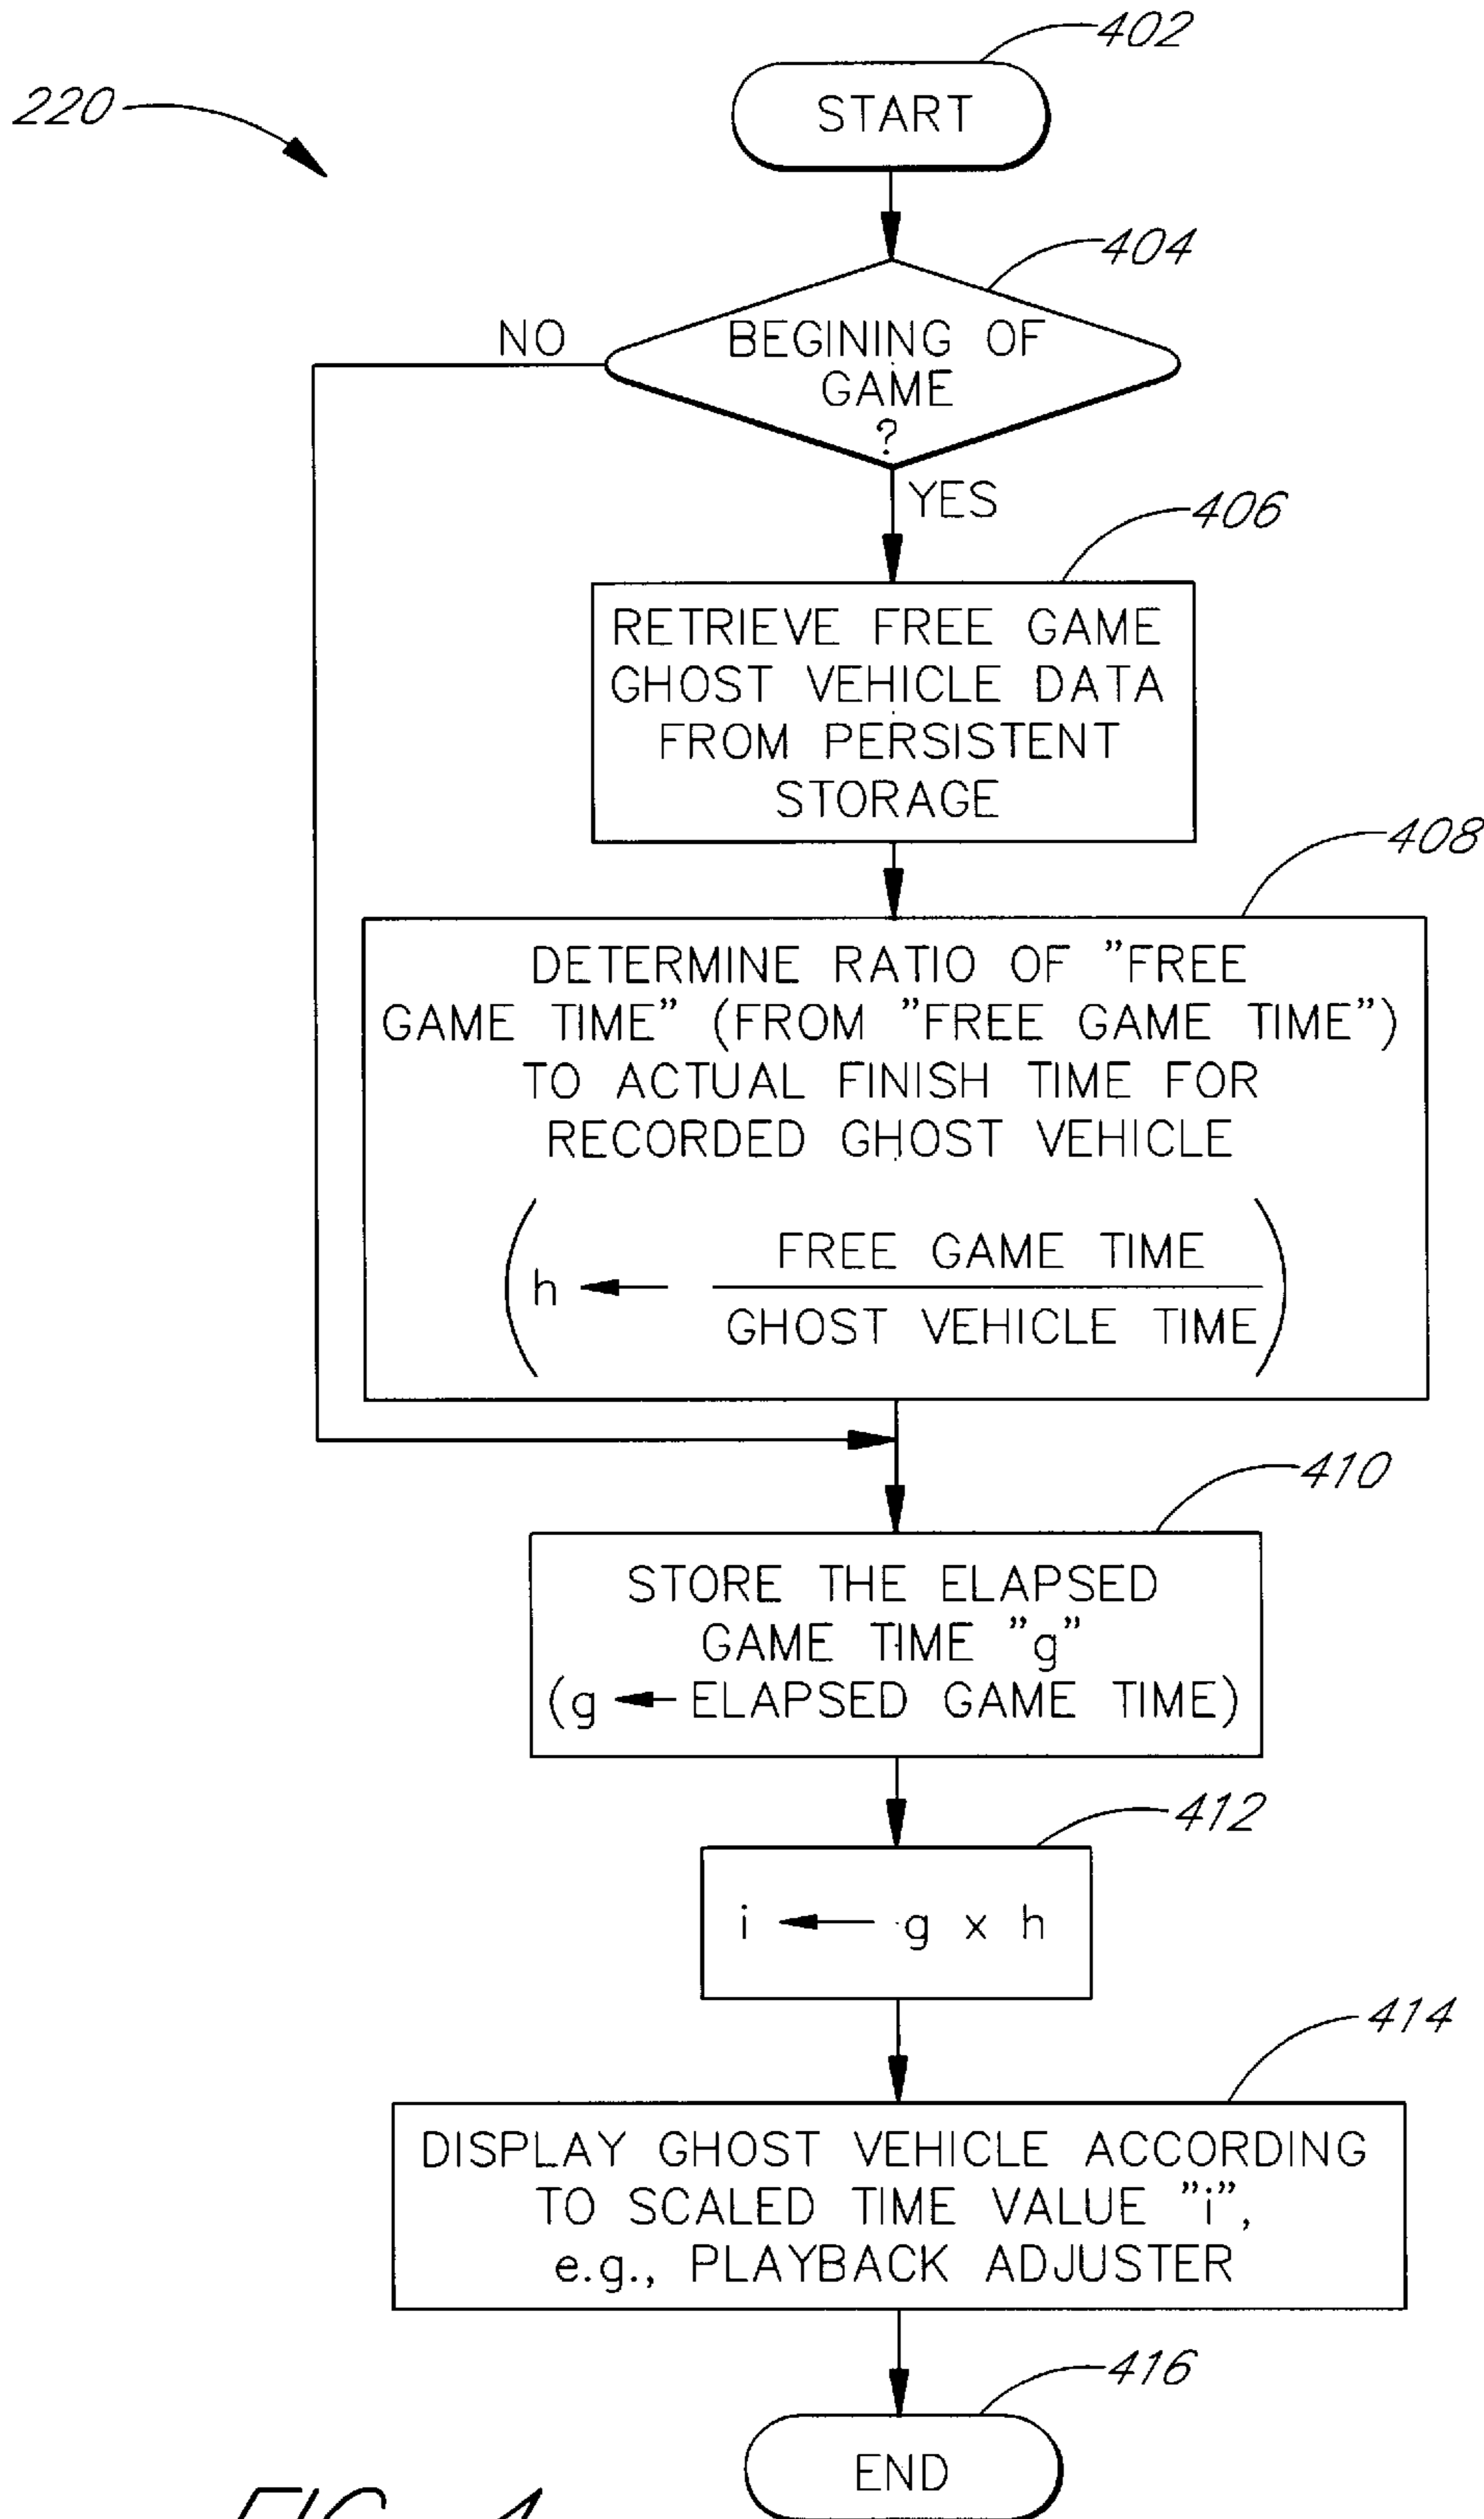 402
220
START
404
NO
BEGINING OF
GAME
?
YES
406
RETRIEVE FREE GAME
GHOST VEHICLE DATA
FROM PERSISTENT
STORAGE
408
DETERMINE RATIO OF "FREE
GAME TIME" (FROM "FREE GAME TIME")
TO ACTUAL FINISH TIME FOR
RECORDED GHOST VEHICLE
(h ← FREE GAME TIME
GHOST VEHICLE TIME)
410
STORE THE ELAPSED
GAME TIME "g"
(g ← ELAPSED GAME TIME)
412
i ← g x h
414
DISPLAY GHOST VEHICLE ACCORDING
TO SCALED TIME VALUE "i",
e.g., PLAYBACK ADJUSTER
416
END
FIG. 4